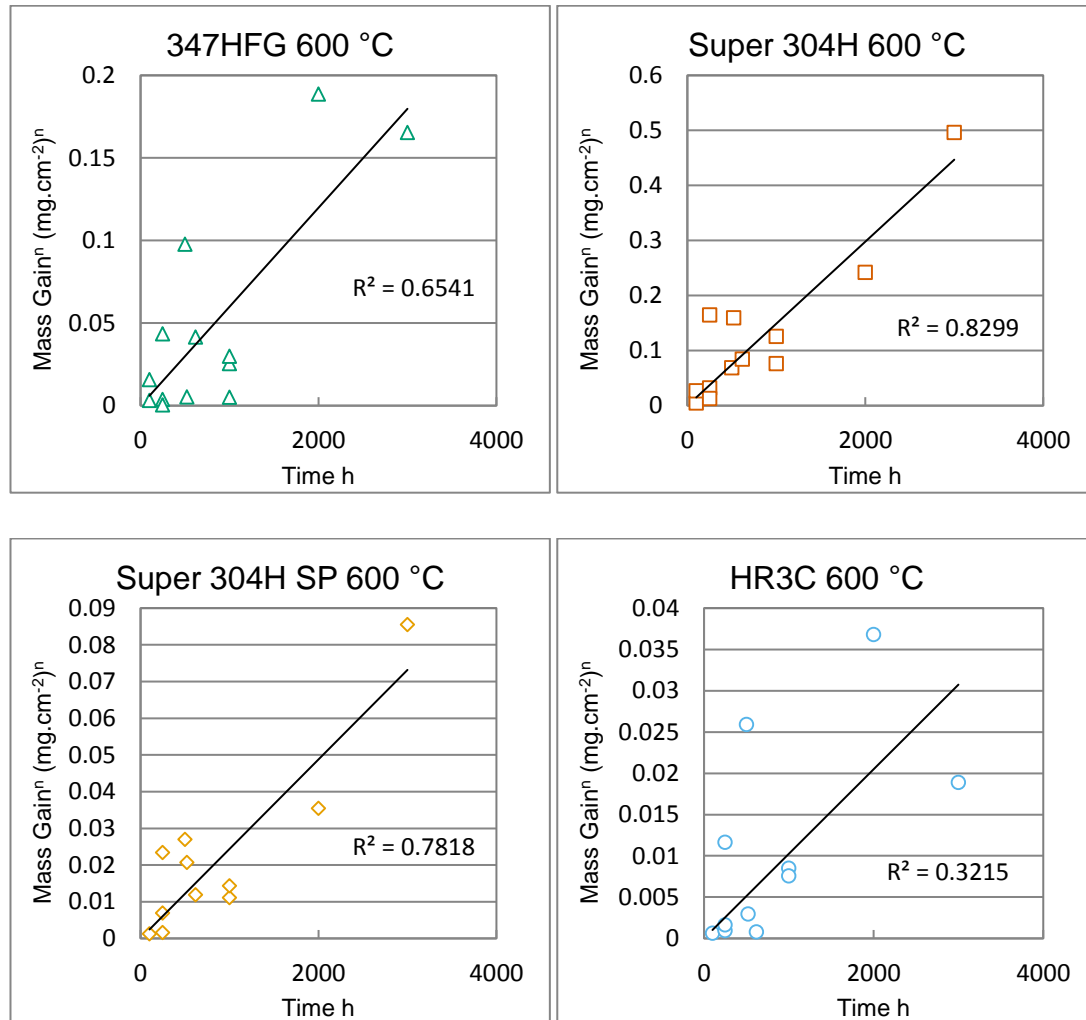 347HFG 600 °C
Mass Gainⁿ (mg.cm⁻²)ⁿ
0.2
0.15
0.1
0.05
0
R² = 0.6541
0 2000 4000
Time h
Super 304H 600 °C
Mass Gainⁿ (mg.cm⁻²)ⁿ
0.6
0.5
0.4
0.3
0.2
0.1
0
R² = 0.8299
0 2000 4000
Time h
Super 304H SP 600 °C
Mass Gainⁿ (mg.cm⁻²)ⁿ
0.09
0.08
0.07
0.06
0.05
0.04
0.03
0.02
0.01
0
R² = 0.7818
0 2000 4000
Time h
HR3C 600 °C
Mass Gainⁿ (mg.cm⁻²)ⁿ
0.04
0.035
0.03
0.025
0.02
0.015
0.01
0.005
0
R² = 0.3215
0 2000 4000
Time h